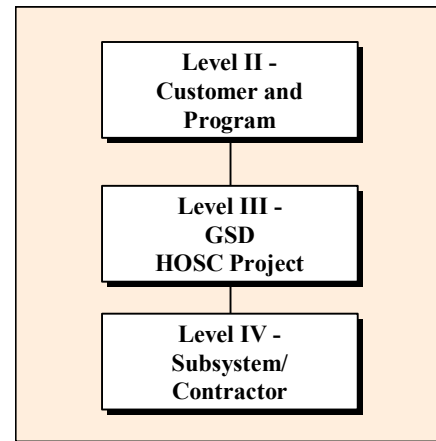 Level II -
Customer and
Program
Level III -
GSD
HOSC Project
Level IV -
Subsystem/
Contractor